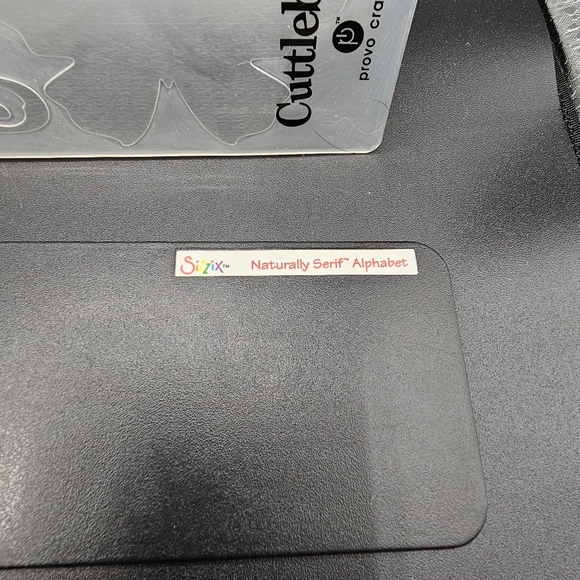 Cuttleb
provo cra
Sizzix™ Naturally Serif™ Alphabet